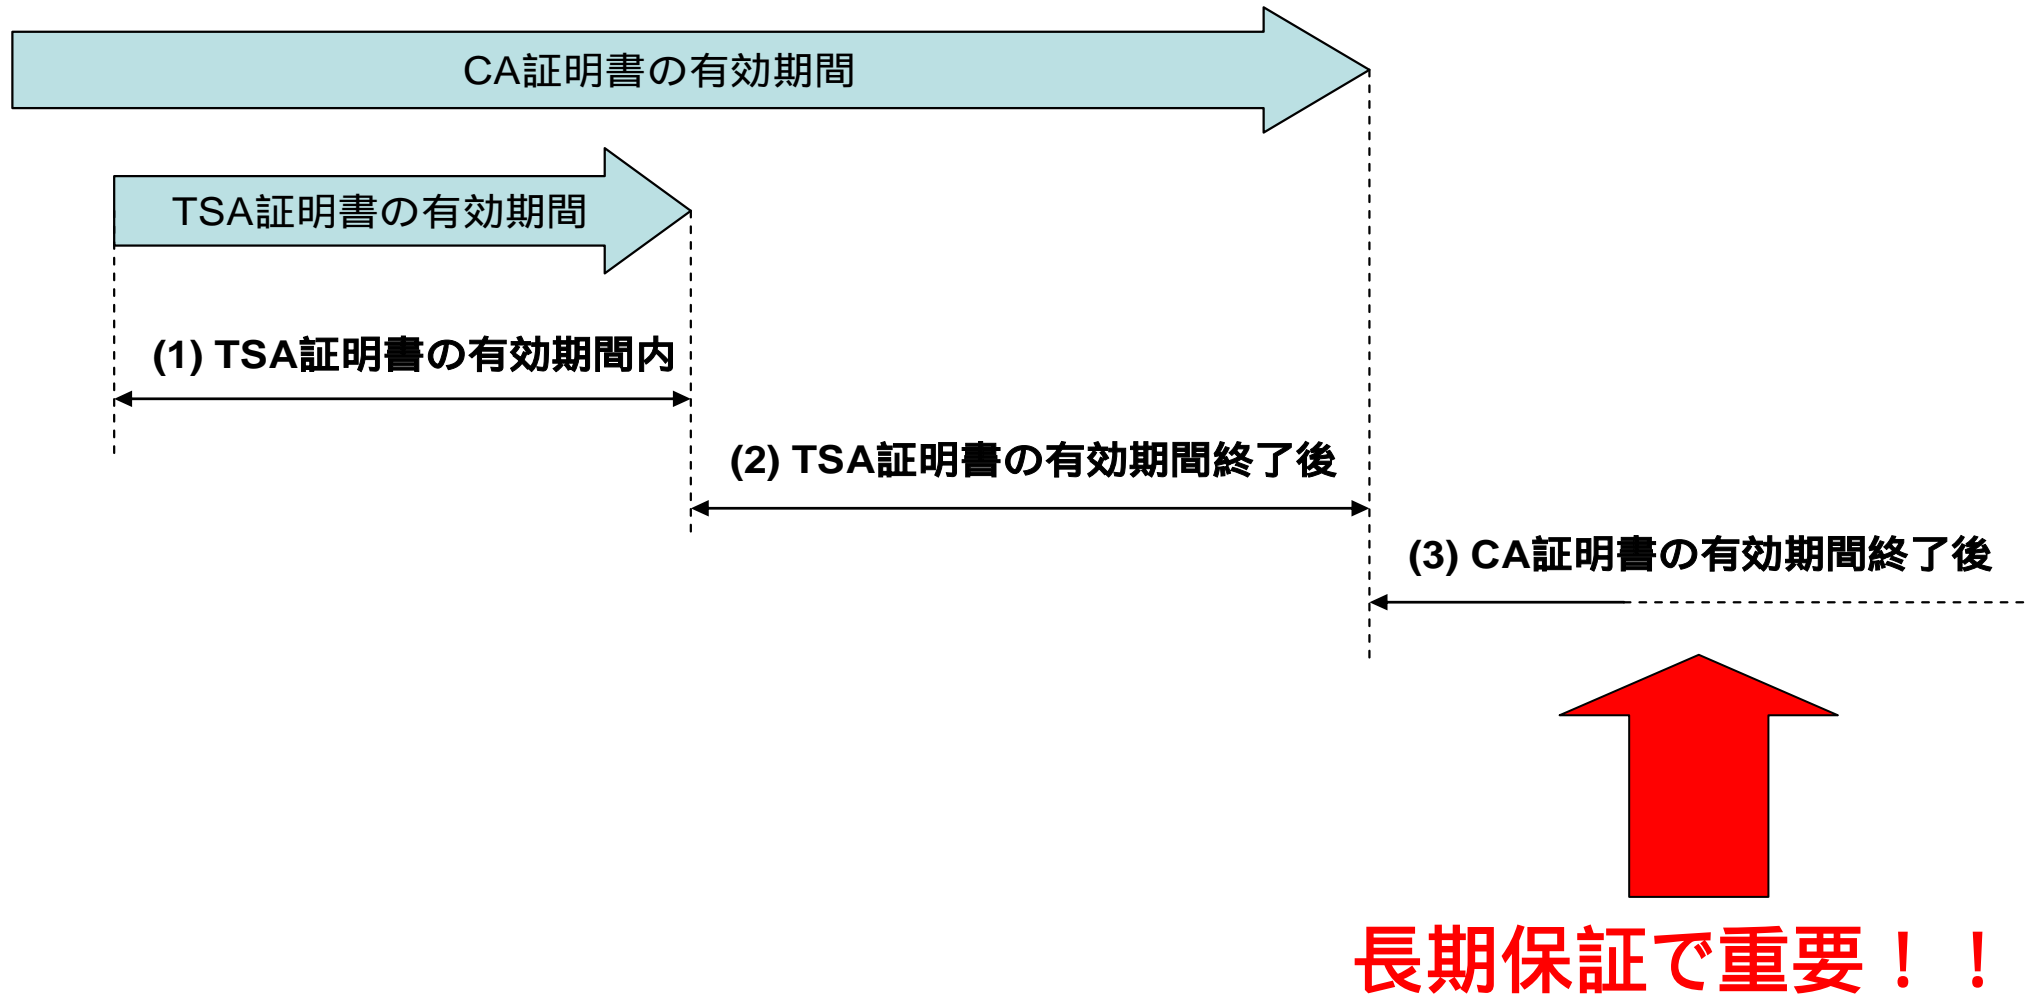 CA証明書の有効期間
TSA証明書の有効期間
(1) TSA証明書の有効期間内
(2) TSA証明書の有効期間終了後
(3) CA証明書の有効期間終了後
長期保証で重要！！